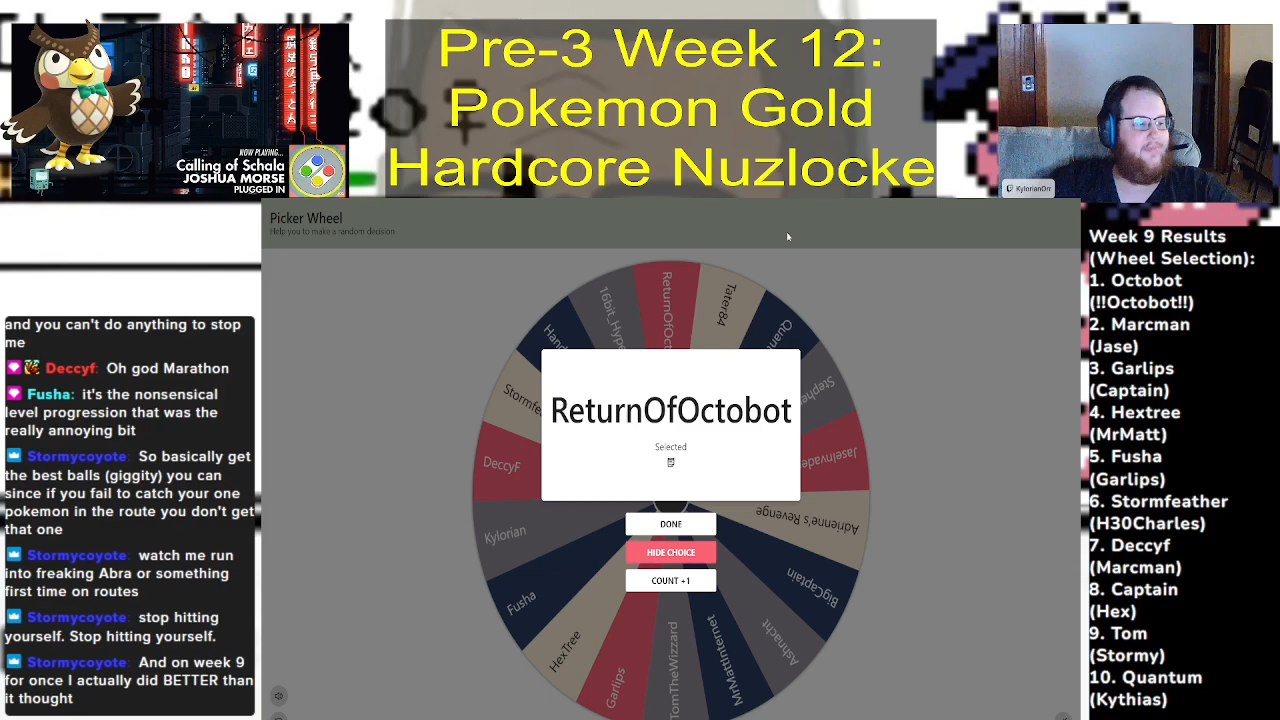 NOW PLAYING...
Calling of Schala
JOSHUA MORSE
PLUGGED IN
Pre-3 Week 12:
Pokemon Gold
Hardcore Nuzlocke
KylorianOrr
Picker Wheel
Help you to make a random decision
and you can't do anything to stop
me
Deccyf: Oh god Marathon
Fusha: it's the nonsensical
level progression that was the
really annoying bit
Stormycoyote: So basically get
the best balls (giggity) you can
since if you fail to catch your one
pokemon in the route you don't get
that one
Stormycoyote: watch me run
into freaking Abra or something
first time on routes
Stormycoyote: stop hitting
yourself. Stop hitting yourself.
Stormycoyote: And on week 9
for once I actually did BETTER than
it thought
ReturnOfOct
Tater84
Quan
Stephe
JaseInvade
Adrienne's Revenge
BigCaptain
Ashnacht
MrMattInternet
TomTheWizzard
Garlips
HexTree
Fusha
Kylorian
DeccyF
Stormfe
Hand
16bit_Hype
ReturnOfOctobot
Selected
DONE
HIDE CHOICE
COUNT +1
Week 9 Results
(Wheel Selection):
1. Octobot
(!!Octobot!!)
2. Marcman
(Jase)
3. Garlips
(Captain)
4. Hextree
(MrMatt)
5. Fusha
(Garlips)
6. Stormfeather
(H30Charles)
7. Deccyf
(Marcman)
8. Captain
(Hex)
9. Tom
(Stormy)
10. Quantum
(Kythias)